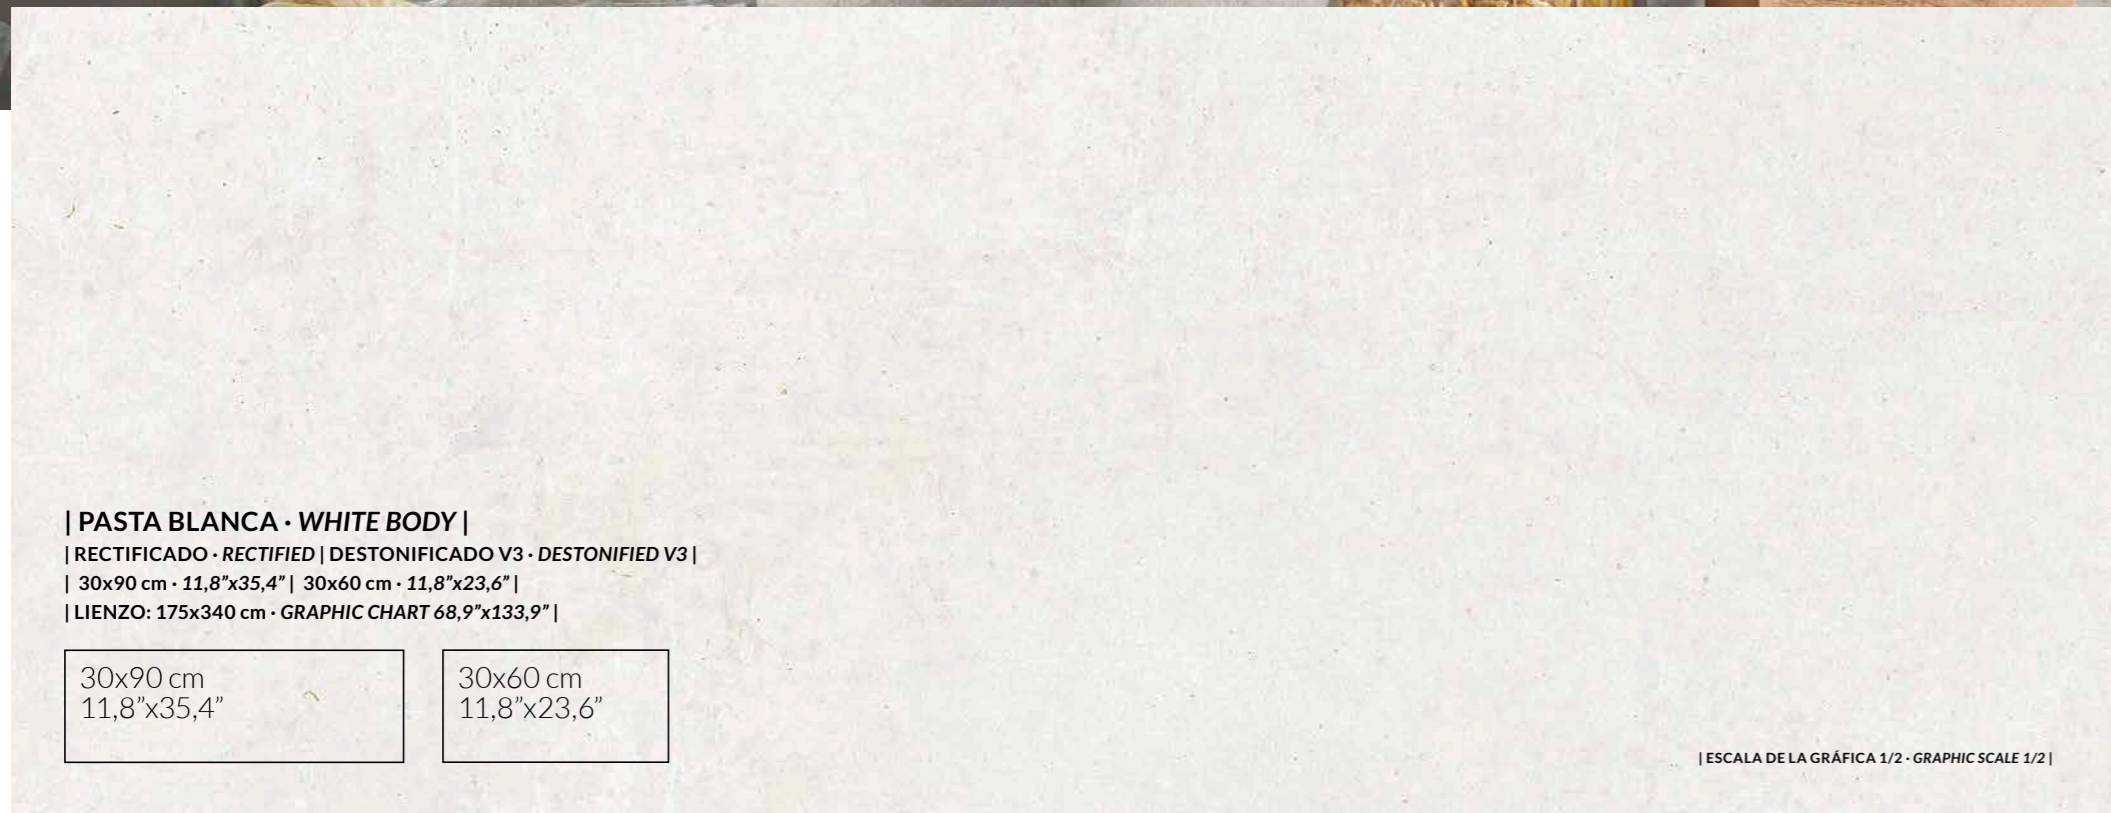 | PASTA BLANCA · WHITE BODY |
| RECTIFICADO · RECTIFIED | DESTONIFICADO V3 · DESTONIFIED V3 |
| 30x90 cm · 11,8”x35,4” | 30x60 cm · 11,8”x23,6” |
| LIENZO: 175x340 cm · GRAPHIC CHART 68,9”x133,9” |
30x90 cm
11,8”x35,4”
30x60 cm
11,8”x23,6”
| ESCALA DE LA GRÁFICA 1/2 · GRAPHIC SCALE 1/2 |